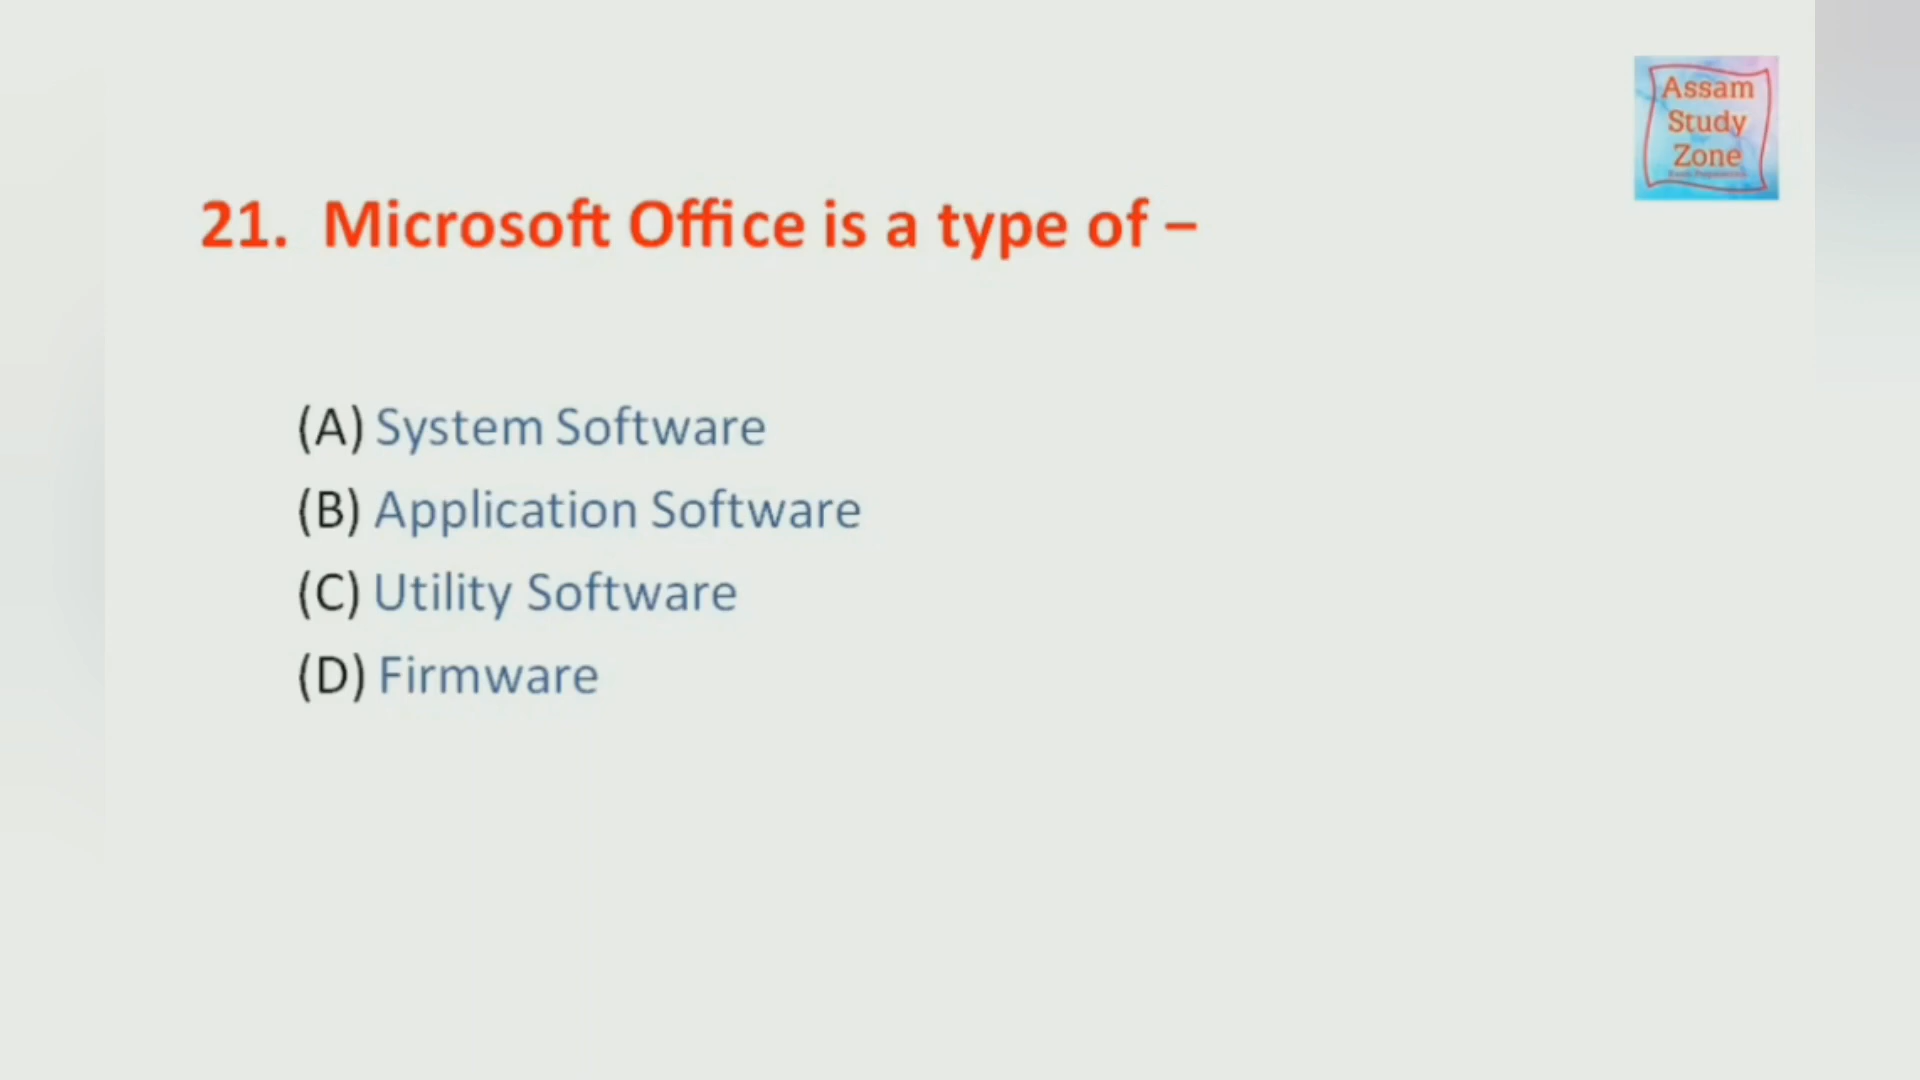 Assam
Study
Zone
21. Microsoft Office is a type of –
(A) System Software
(B) Application Software
(C) Utility Software
(D) Firmware